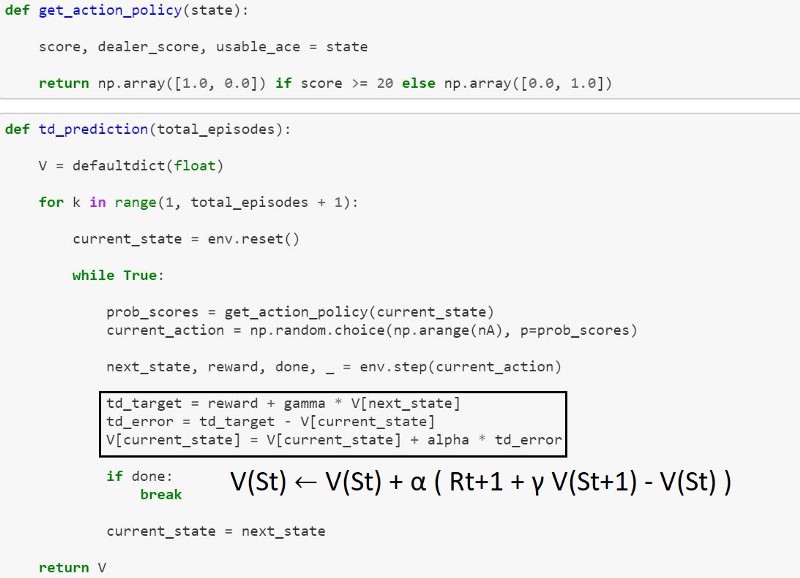 def get_action_policy(state):
score, dealer_score, usable_ace = state
return np.array([1.0, 0.0]) if score >= 20 else np.array([0.0, 1.0])
def td_prediction(total_episodes):
V = defaultdict(float)
for k in range(1, total_episodes + 1):
current_state = env.reset()
while True:
prob_scores = get_action_policy(current_state)
current_action = np.random.choice(np.arange(nA), p=prob_scores)
next_state, reward, done, _ = env.step(current_action)
td_target = reward + gamma * V[next_state]
td_error = td_target - V[current_state]
V[current_state] = V[current_state] + alpha * td_error
if done:
break
V(St) ← V(St) + α ( Rt+1 + γ V(St+1) - V(St) )
current_state = next_state
return V